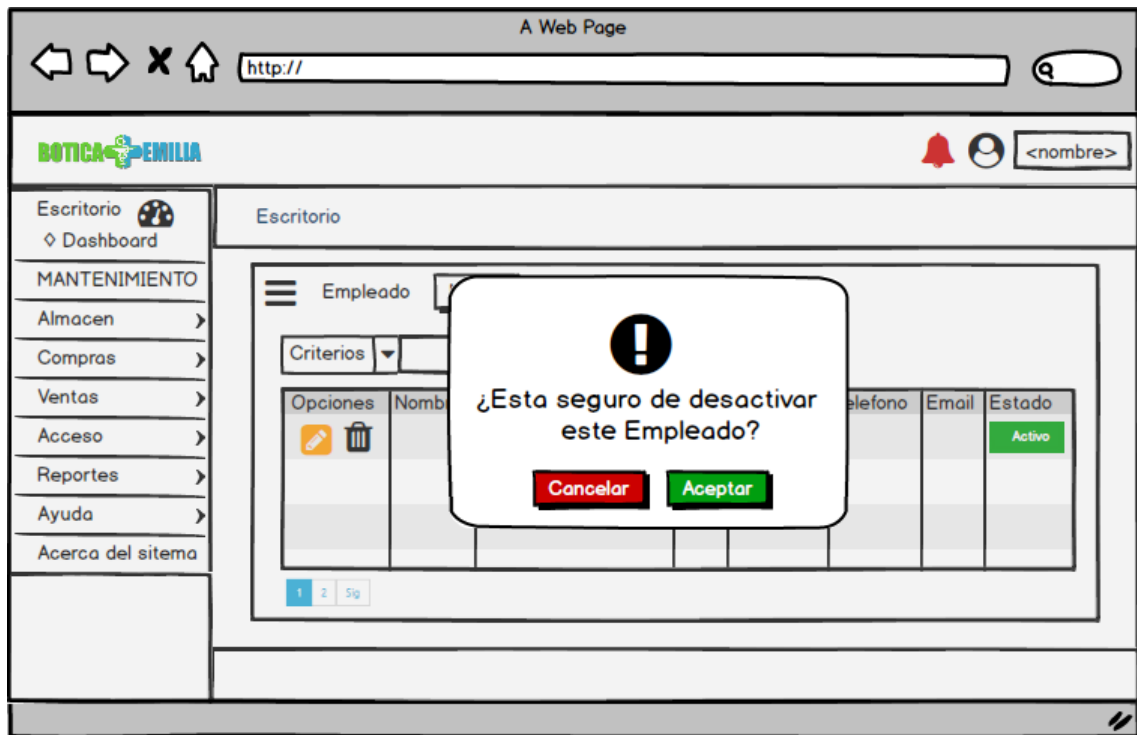 A Web Page
http://
BOTICA EMILIA
<nombre>
Escritorio
◊ Dashboard
MANTENIMIENTO
Almacen
Compras
Ventas
Acceso
Reportes
Ayuda
Acerca del sitema
Escritorio
Empleado
Criterios
Opciones Nomb elefono Email Estado
Activo
¿Esta seguro de desactivar
este Empleado?
Cancelar Aceptar
1 2 Sig